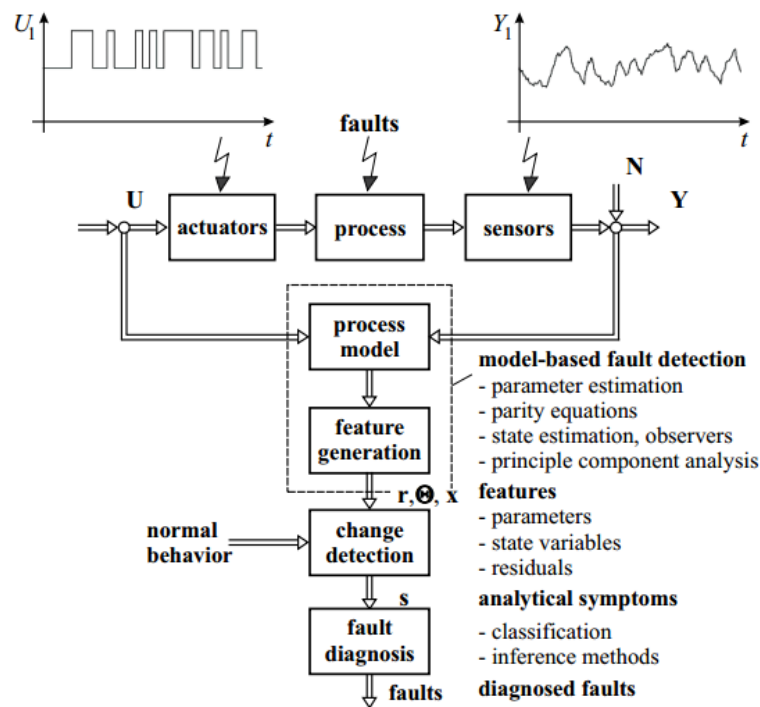 U1
t
Y1
t
faults
N
U
Y
actuators
process
sensors
process
model
model-based fault detection
- parameter estimation
- parity equations
- state estimation, observers
- principle component analysis
feature
generation
r,Θ, x
features
- parameters
- state variables
- residuals
normal
behavior
change
detection
s
analytical symptoms
fault
diagnosis
- classification
- inference methods
faults
diagnosed faults